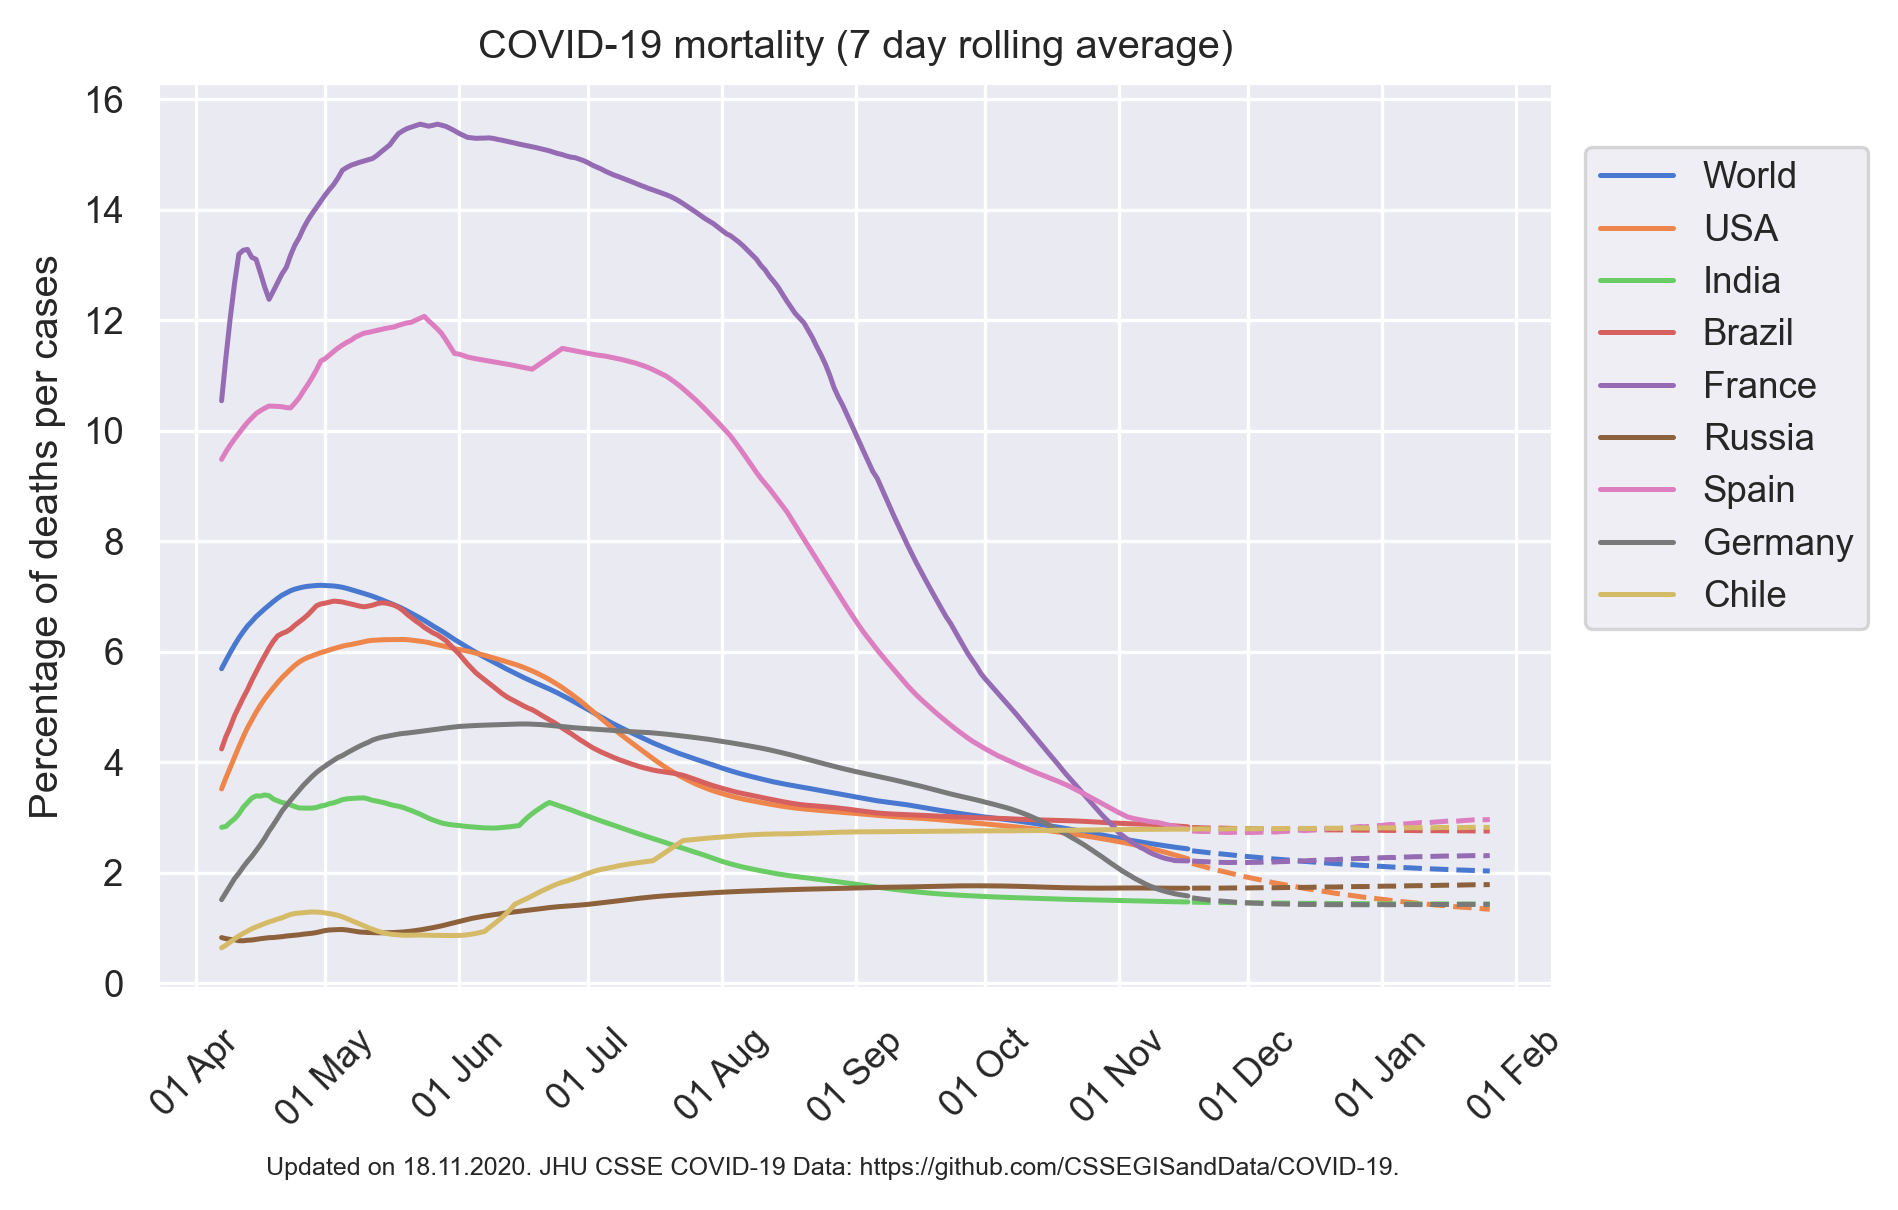 COVID-19 mortality (7 day rolling average)
Percentage of deaths per cases
16
14
12
10
8
6
4
2
0
01 Apr
01 May
01 Jun
01 Jul
01 Aug
01 Sep
01 Oct
01 Nov
01 Dec
01 Jan
01 Feb
World
USA
India
Brazil
France
Russia
Spain
Germany
Chile
Updated on 18.11.2020. JHU CSSE COVID-19 Data: https://github.com/CSSEGISandData/COVID-19.